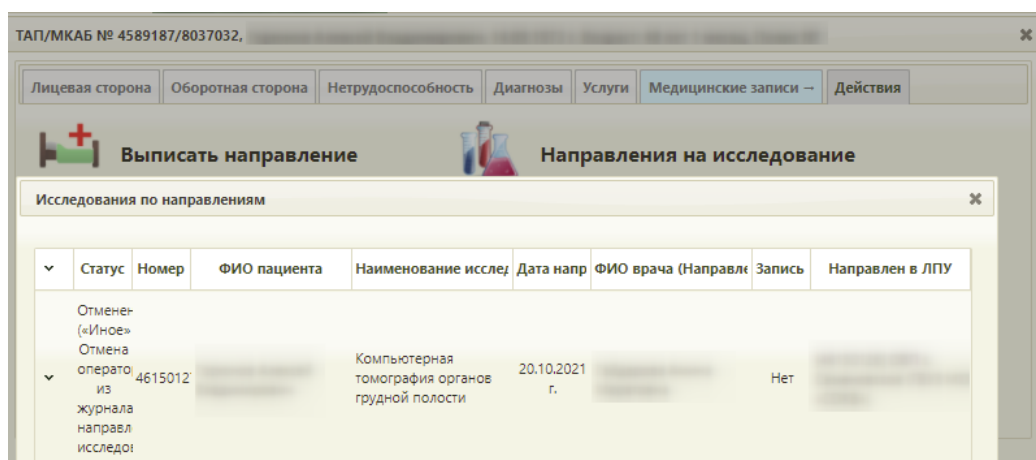 ТАП/МКАБ № 4589187/8037032,
Лицевая сторона Оборотная сторона Нетрудоспособность Диагнозы Услуги Медицинские записи → Действия
Выписать направление Направления на исследование
Исследования по направлениям
Статус Номер ФИО пациента Наименование исслед Дата напр ФИО врача (Направле Запись Направлен в ЛПУ
Отменен
(«Иное»
Отмена
операто
из
журнала
направл
исследов
4615012
Компьютерная
томография органов
грудной полости
20.10.2021
г.
Нет